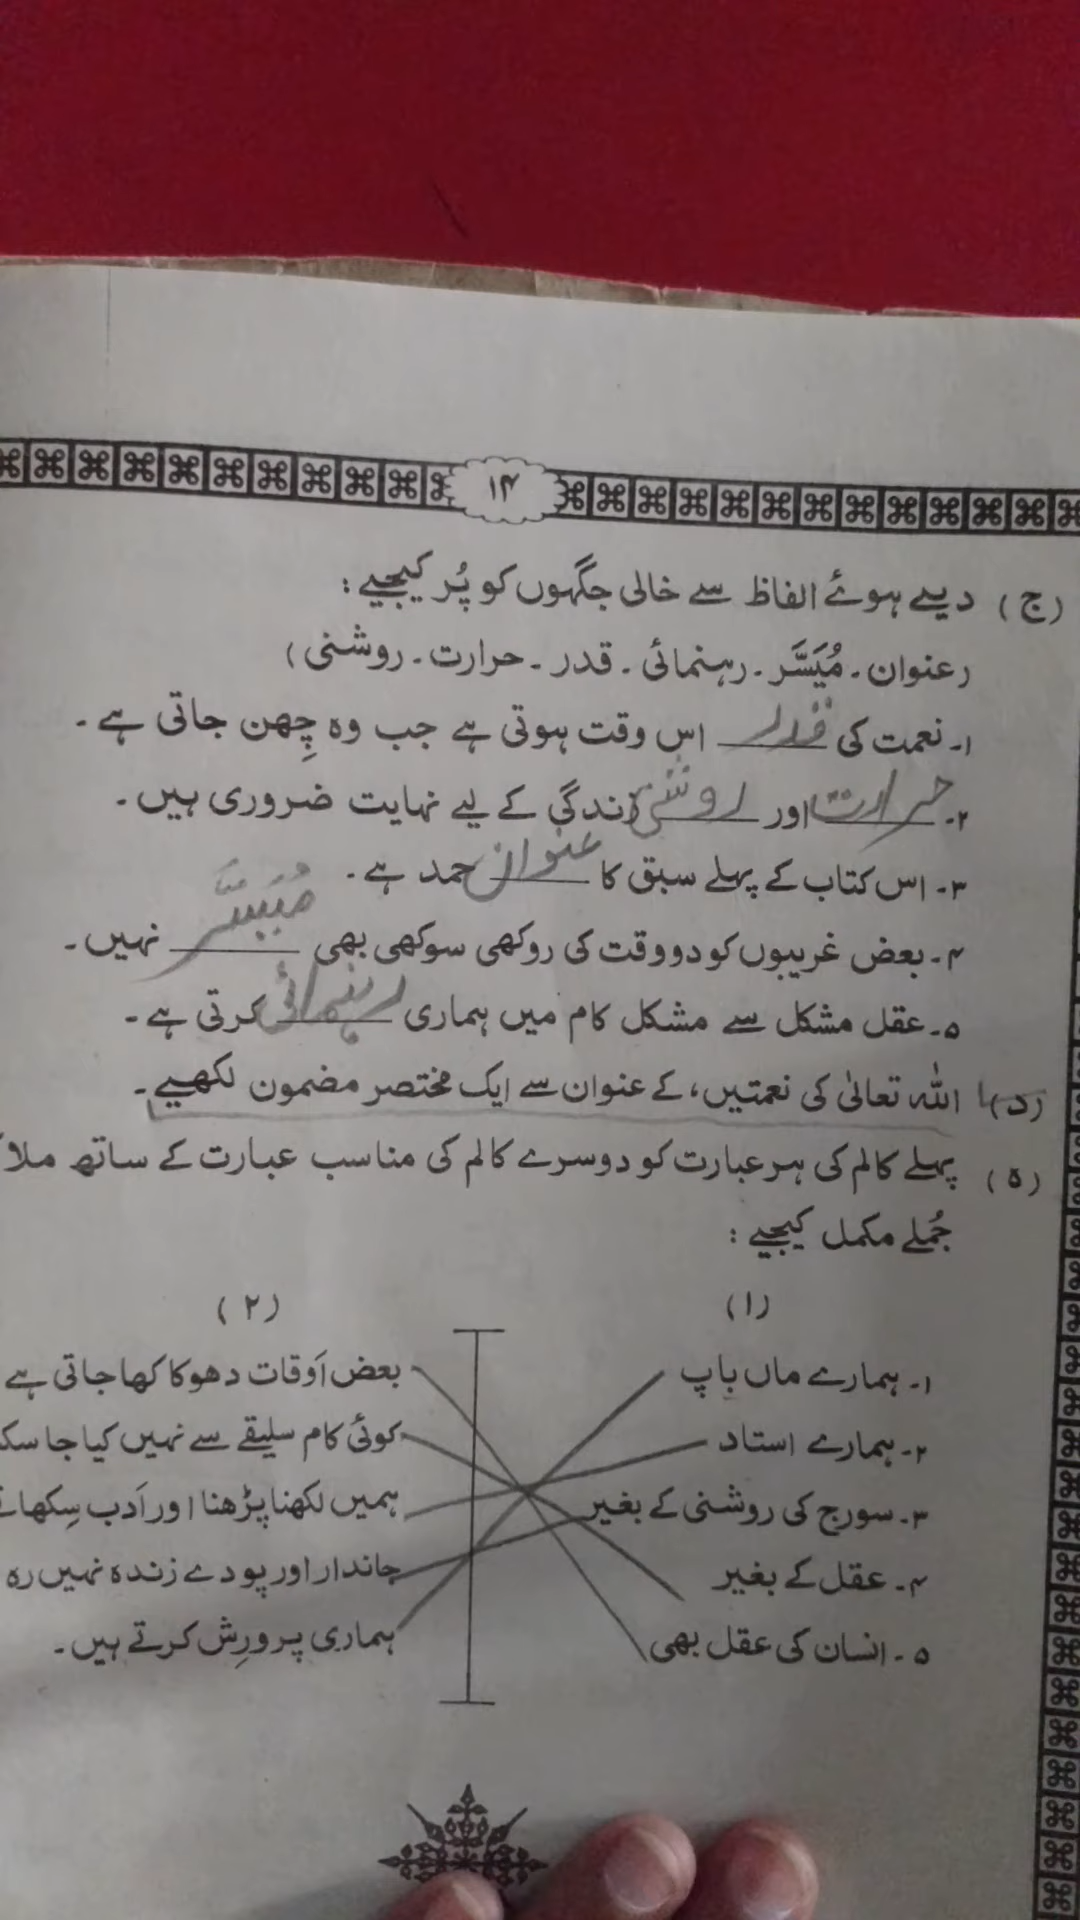 ۱۴
(ج) دیے ہوئے الفاظ سے خالی جگہوں کو پُر کیجیے:
(عنوان۔ مُیَسَّر۔ رہنمائی۔ قدر۔ حرارت۔ روشنی)
۱۔ نعمت کی قدر اس وقت ہوتی ہے جب وہ چِھن جاتی ہے۔
۲۔ حرارت اور روشنی زندگی کے لیے نہایت ضروری ہیں۔
۳۔ اس کتاب کے پہلے سبق کا عنوان حمد ہے۔
۴۔ بعض غریبوں کو دو وقت کی روکھی سوکھی بھی مُیَسَّر نہیں۔
۵۔ عقل مشکل سے مشکل کام میں ہماری رہنمائی کرتی ہے۔
(د) اللہ تعالٰی کی نعمتیں، کے عنوان سے ایک مختصر مضمون لکھیے۔
(ہ) پہلے کالم کی ہر عبارت کو دوسرے کالم کی مناسب عبارت کے ساتھ ملا
جُملے مکمل کیجیے:
(۱) (۲)
۱۔ ہمارے ماں باپ بعض اَوقات دھوکا کھا جاتی ہے
۲۔ ہمارے استاد کوئی کام سلیقے سے نہیں کیا جا سک
۳۔ سورج کی روشنی کے بغیر ہمیں لکھنا پڑھنا اور اَدب سِکھاتے
۴۔ عقل کے بغیر جاندار اور پودے زندہ نہیں رہ
۵۔ انسان کی عقل بھی ہماری پرورِش کرتے ہیں۔